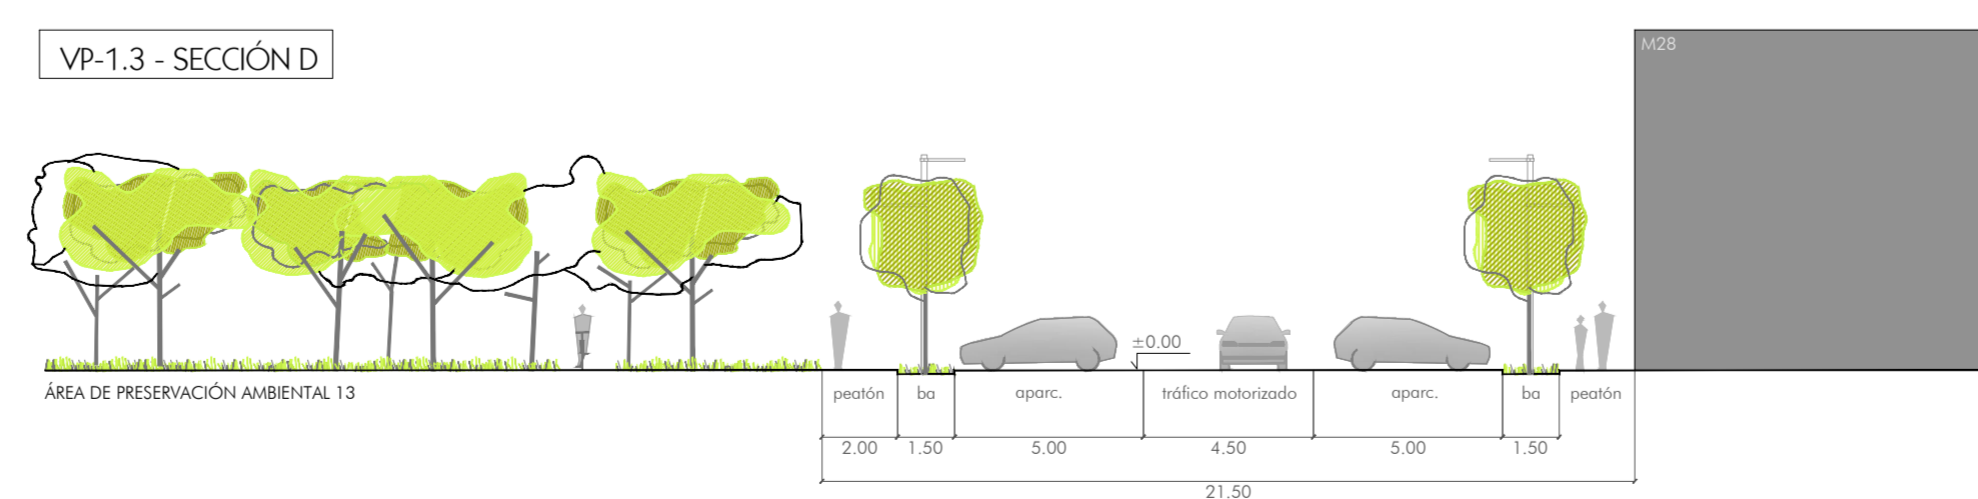 VP-1.3 - SECCIÓN D
M28
±0.00
ÁREA DE PRESERVACIÓN AMBIENTAL 13
peatón ba aparc. tráfico motorizado aparc. ba peatón
2.00 1.50 5.00 4.50 5.00 1.50
21.50